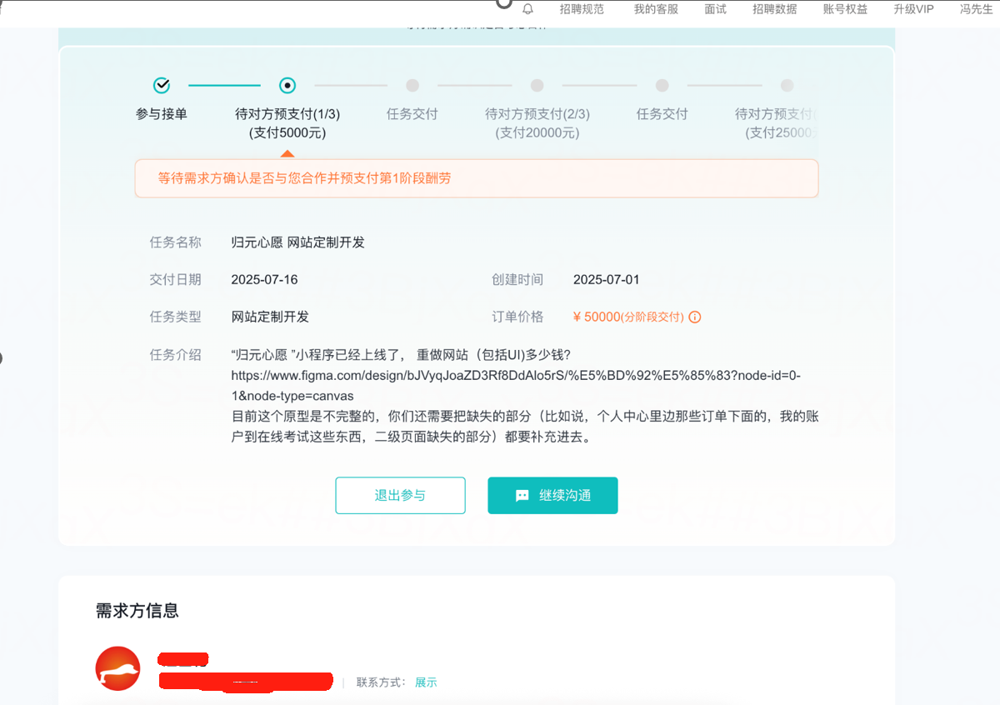 招聘规范 我的客服 面试 招聘数据 账号权益 升级VIP 冯先生
参与接单 待对方预支付(1/3) 任务交付 待对方预支付(2/3) 任务交付 待对方预支付(
(支付5000元) (支付20000元) (支付25000
等待需求方确认是否与您合作并预支付第1阶段酬劳
任务名称 归元心愿 网站定制开发
交付日期 2025-07-16 创建时间 2025-07-01
任务类型 网站定制开发 订单价格 ¥ 50000(分阶段交付)
任务介绍 “归元心愿 ”小程序已经上线了， 重做网站（包括UI)多少钱?
https://www.figma.com/design/bJVyqJoaZD3Rf8DdAlo5rS/%E5%BD%92%E5%85%83?node-id=0-
1&node-type=canvas
目前这个原型是不完整的，你们还需要把缺失的部分（比如说，个人中心里边那些订单下面的，我的账
户到在线考试这些东西，二级页面缺失的部分）都要补充进去。
退出参与 继续沟通
需求方信息
联系方式： 展示